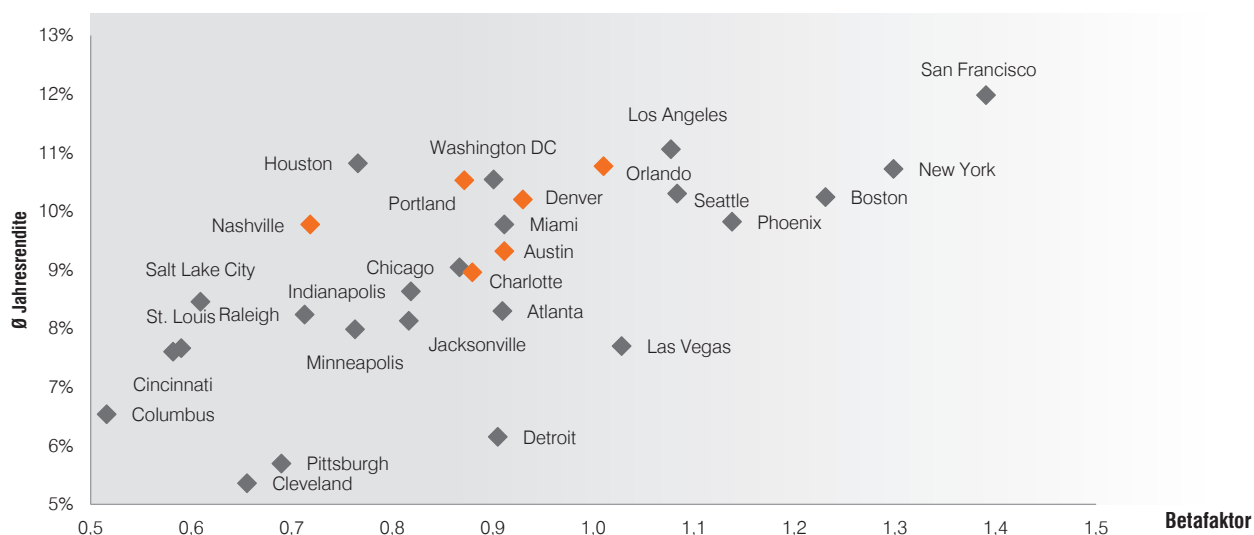 13%
San Francisco
12%
Los Angeles
Washington DC
11%
Houston
New York
Orlando
Denver
Seattle
Boston
Portland
10%
Nashville
Miami
Phoenix
Austin
9%
Salt Lake City
Chicago
Charlotte
Indianapolis
St. Louis
Raleigh
Atlanta
8%
Jacksonville
Las Vegas
Minneapolis
7%
Cincinnati
Columbus
6%
Detroit
Pittsburgh
Cleveland
5%
Ø Jahresrendite
0,5 0,6 0,7 0,8 0,9 1,0 1,1 1,2 1,3 1,4 1,5
Betafaktor